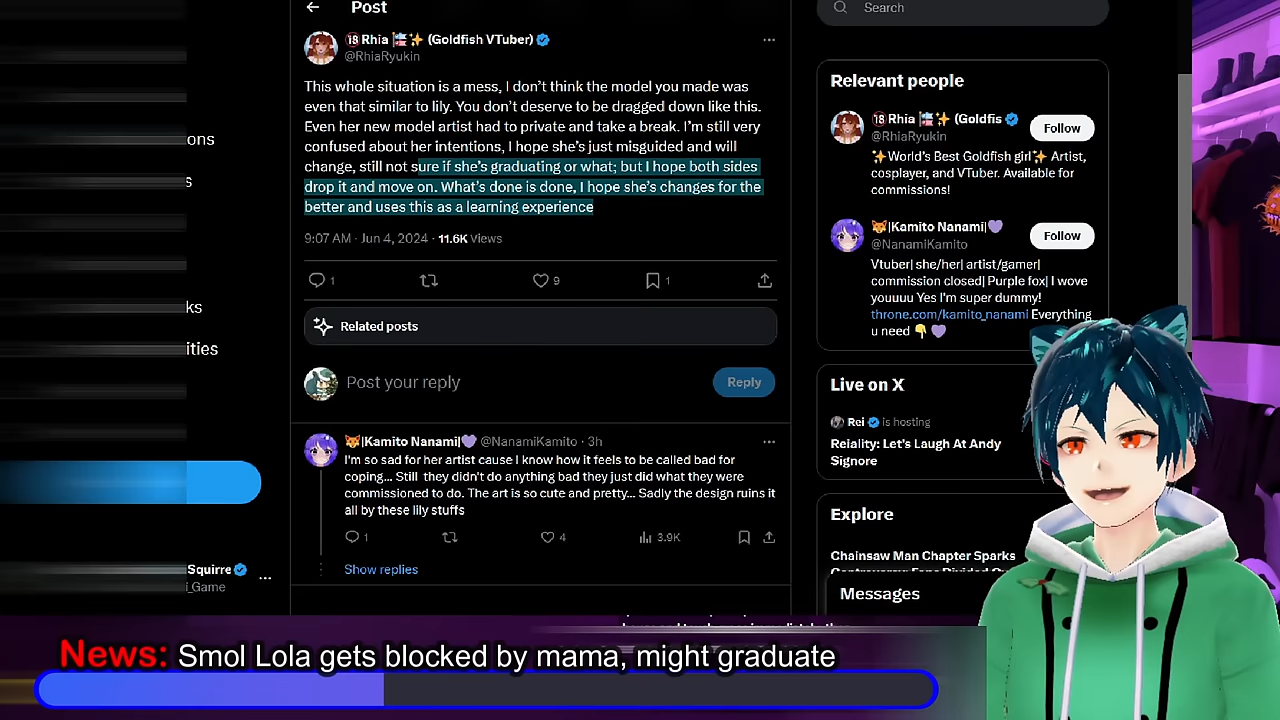 Post
Search
🔞Rhia 🏴‍☠️✨ (Goldfish VTuber)
@RhiaRyukin
This whole situation is a mess, I don't think the model you made was
even that similar to lily. You don't deserve to be dragged down like this.
Even her new model artist had to private and take a break. I'm still very
confused about her intentions, I hope she's just misguided and will
change, still not sure if she's graduating or what; but I hope both sides
drop it and move on. What's done is done, I hope she's changes for the
better and uses this as a learning experience
9:07 AM · Jun 4, 2024 · 11.6K Views
1
9
1
Related posts
Post your reply
Reply
🦊|Kamito Nanami|💜 @NanamiKamito · 3h
I'm so sad for her artist cause I know how it feels to be called bad for
coping... Still they didn't do anything bad they just did what they were
commissioned to do. The art is so cute and pretty... Sadly the design ruins it
all by these lily stuffs
1
4
3.9K
Show replies
Relevant people
🔞Rhia ✨ (Goldfis
@RhiaRyukin
Follow
✨World's Best Goldfish girl✨ Artist,
cosplayer, and VTuber. Available for
commissions!
🦊|Kamito Nanami|💜
@NanamiKamito
Follow
Vtuber| she/her| artist/gamer|
commission closed| Purple fox| I wove
youuuu Yes I'm super dummy!
throne.com/kamito_nanami Everything
u need 👇💜
Live on X
Rei is hosting
Reiality: Let's Laugh At Andy
Signore
Explore
Chainsaw Man Chapter Sparks
Messages
ons
s
ks
ities
Squirre
i_Game
News: Smol Lola gets blocked by mama, might graduate